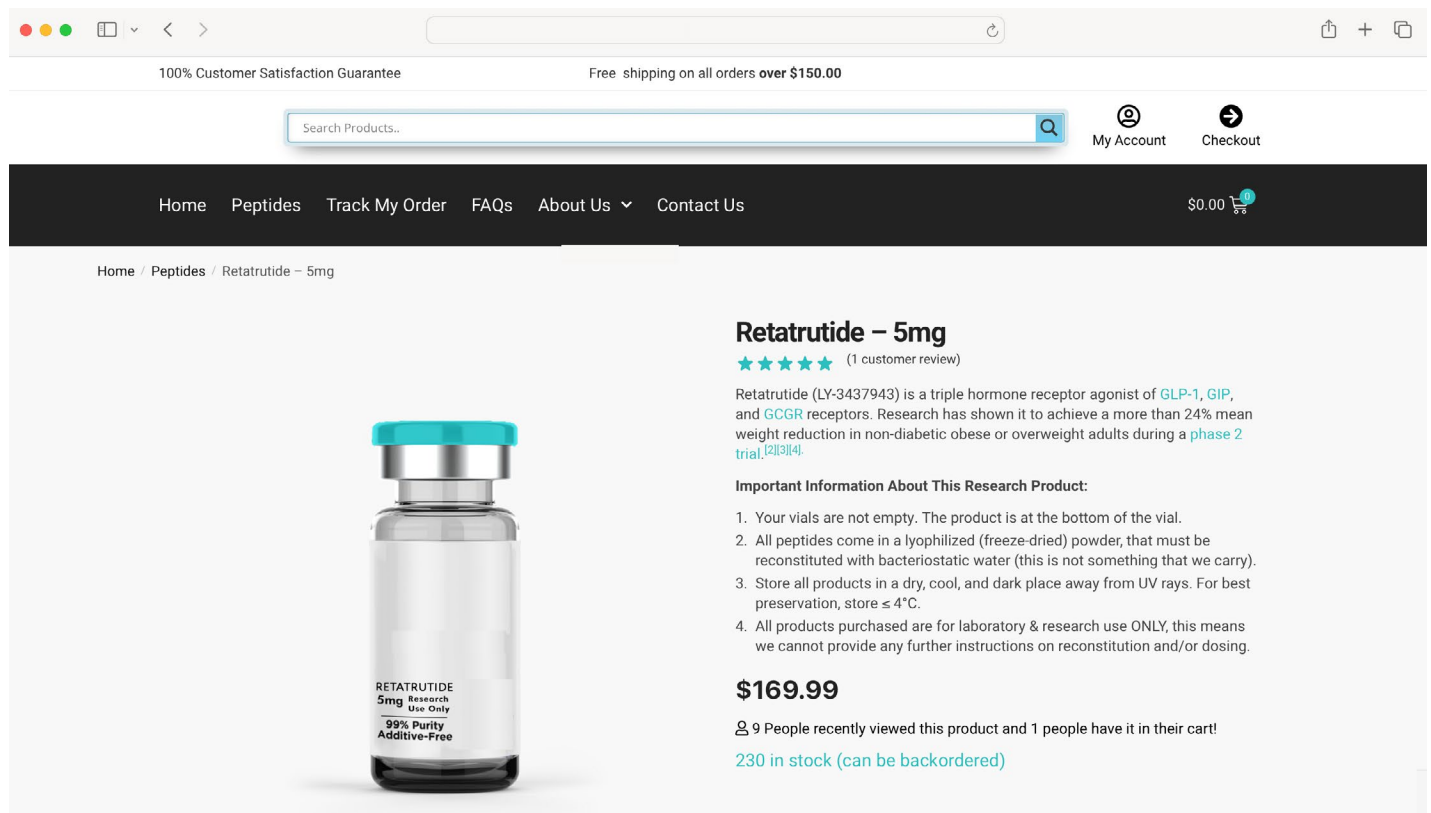 100% Customer Satisfaction Guarantee
Free shipping on all orders over $150.00
Search Products..
My Account
Checkout
Home Peptides Track My Order FAQs About Us Contact Us
$0.00 0
Home / Peptides / Retatrutide – 5mg
Retatrutide – 5mg
(1 customer review)
Retatrutide (LY-3437943) is a triple hormone receptor agonist of GLP-1, GIP,
and GCGR receptors. Research has shown it to achieve a more than 24% mean
weight reduction in non-diabetic obese or overweight adults during a phase 2
trial.[2][3][4].
Important Information About This Research Product:
1. Your vials are not empty. The product is at the bottom of the vial.
2. All peptides come in a lyophilized (freeze-dried) powder, that must be
reconstituted with bacteriostatic water (this is not something that we carry).
3. Store all products in a dry, cool, and dark place away from UV rays. For best
preservation, store ≤ 4°C.
4. All products purchased are for laboratory & research use ONLY, this means
we cannot provide any further instructions on reconstitution and/or dosing.
$169.99
9 People recently viewed this product and 1 people have it in their cart!
230 in stock (can be backordered)
RETATRUTIDE
5mg Research
Use Only
99% Purity
Additive-Free